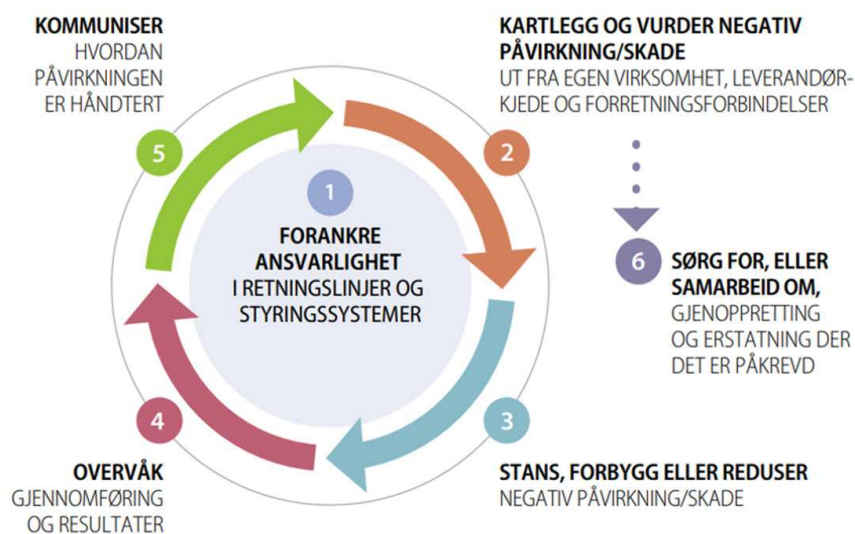 1
FORANKRE
ANSVARLIGHET
I RETNINGSLINJER OG
STYRINGSSYSTEMER
KARTLEGG OG VURDER NEGATIV
PÅVIRKNING/SKADE
UT FRA EGEN VIRKSOMHET, LEVERANDØR-
KJEDE OG FORRETNINGSFORBINDELSER
2
3
STANS, FORBYGG ELLER REDUSER
NEGATIV PÅVIRKNING/SKADE
4
OVERVÅK
GJENNOMFØRING
OG RESULTATER
KOMMUNISER
HVORDAN
PÅVIRKNINGEN
ER HÅNDTERT
5
6
SØRG FOR, ELLER
SAMARBEID OM,
GJENOPPRETTING
OG ERSTATNING DER
DET ER PÅKREVD